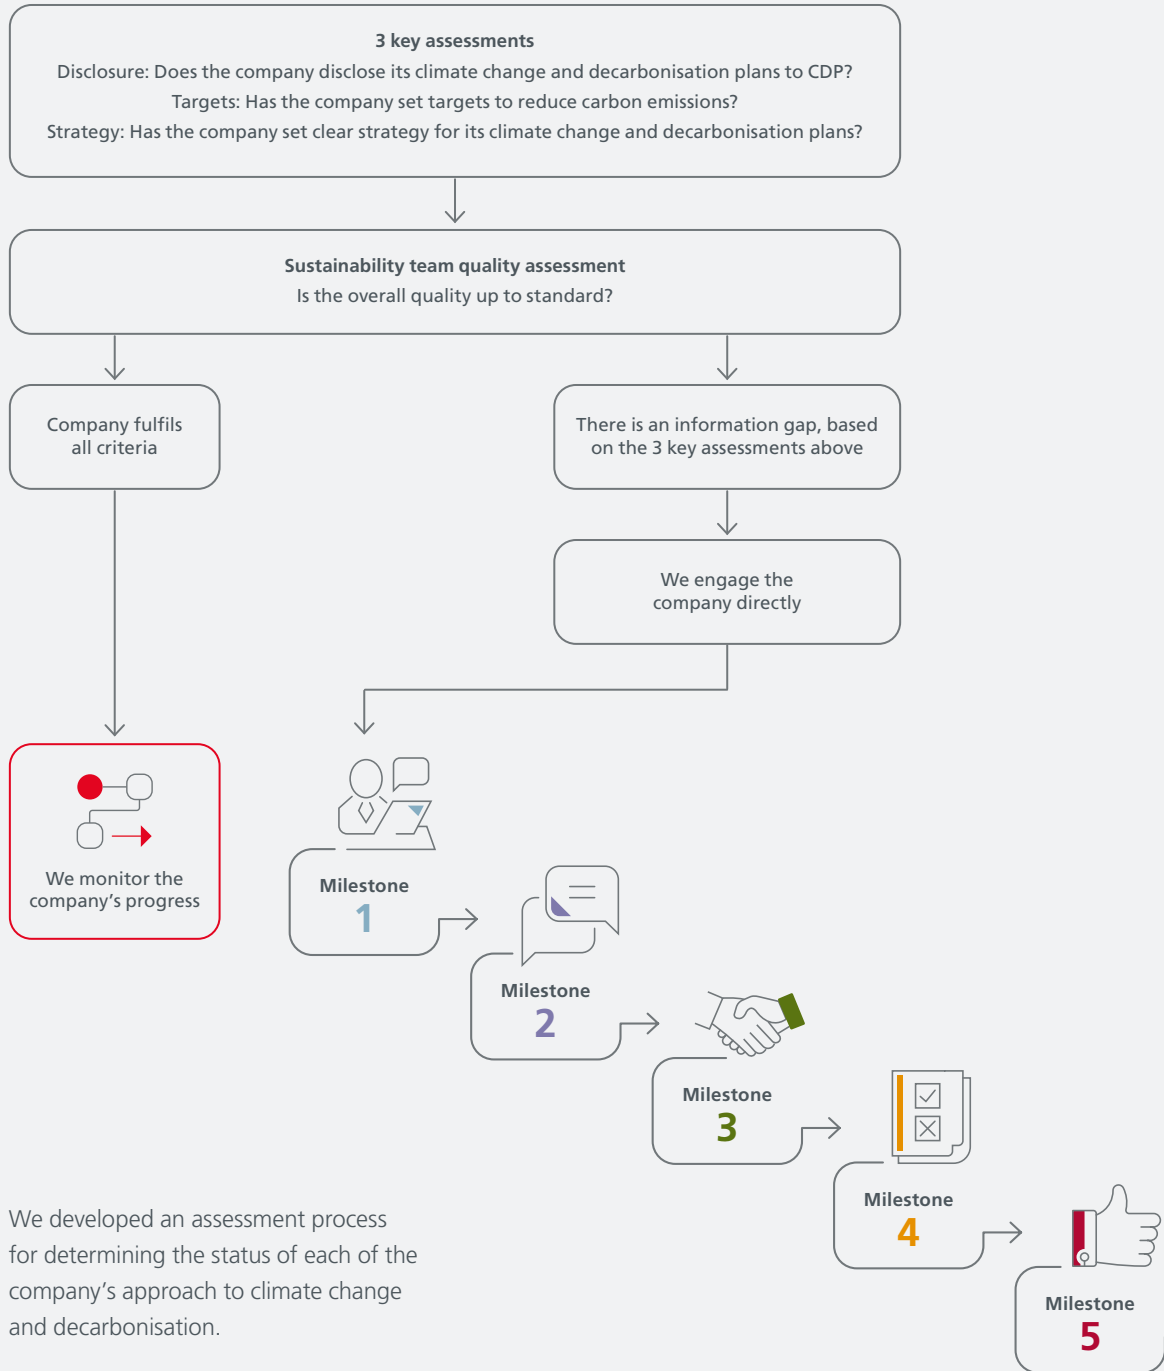 3 key assessments
Disclosure: Does the company disclose its climate change and decarbonisation plans to CDP?
Targets: Has the company set targets to reduce carbon emissions?
Strategy: Has the company set clear strategy for its climate change and decarbonisation plans?
Sustainability team quality assessment
Is the overall quality up to standard?
Company fulfils
all criteria
There is an information gap, based
on the 3 key assessments above
We engage the
company directly
We monitor the
company's progress
Milestone
1
Milestone
2
Milestone
3
Milestone
4
Milestone
5
We developed an assessment process
for determining the status of each of the
company's approach to climate change
and decarbonisation.